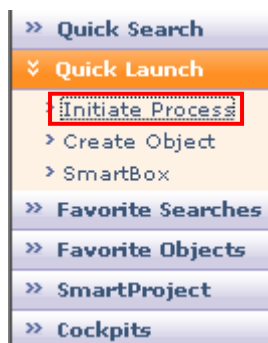 » Quick Search
Quick Launch
> Initiate Process
> Create Object
> SmartBox
» Favorite Searches
» Favorite Objects
» SmartProject
» Cockpits